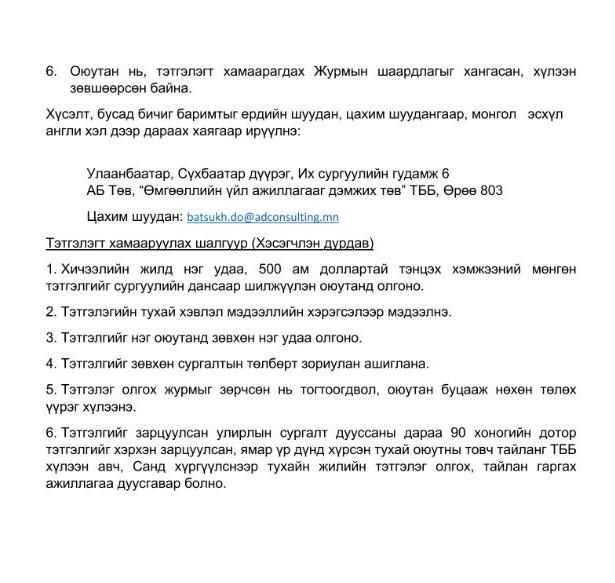 6. Оюутан нь, тэтгэлэгт хамаарагдах Журмын шаардлагыг хангасан, хүлээн
зөвшөөрсөн байна.
Хүсэлт, бусад бичиг баримтыг ердийн шуудан, цахим шуудангаар, монгол эсхүл
англи хэл дээр дараах хаягаар ирүүлнэ:
Улаанбаатар, Сүхбаатар дүүрэг, Их сургуулийн гудамж 6
АБ Төв, “Өмгөөллийн үйл ажиллагааг дэмжих төв” ТББ, Өрөө 803
Цахим шуудан: batsukh.do@adconsulting.mn
Тэтгэлэгт хамааруулах шалгуур (Хэсэгчлэн дурдав)
1. Хичээлийн жилд нэг удаа, 500 ам доллартай тэнцэх хэмжээний мөнгөн
тэтгэлгийг сургуулийн дансаар шилжүүлэн оюутанд олгоно.
2. Тэтгэлэгийн тухай хэвлэл мэдээллийн хэрэгсэлээр мэдээлнэ.
3. Тэтгэлгийг нэг оюутанд зөвхөн нэг удаа олгоно.
4. Тэтгэлгийг зөвхөн сургалтын төлбөрт зориулан ашиглана.
5. Тэтгэлэг олгох журмыг зөрчсөн нь тогтоогдвол, оюутан буцааж нөхөн төлөх
үүрэг хүлээнэ.
6. Тэтгэлгийг зарцуулсан улирлын сургалт дууссаны дараа 90 хоногийн дотор
тэтгэлгийг хэрхэн зарцуулсан, ямар үр дүнд хүрсэн тухай оюутны товч тайланг ТББ
хүлээн авч, Санд хүргүүлснээр тухайн жилийн тэтгэлэг олгох, тайлан гаргах
ажиллагаа дуусгавар болно.